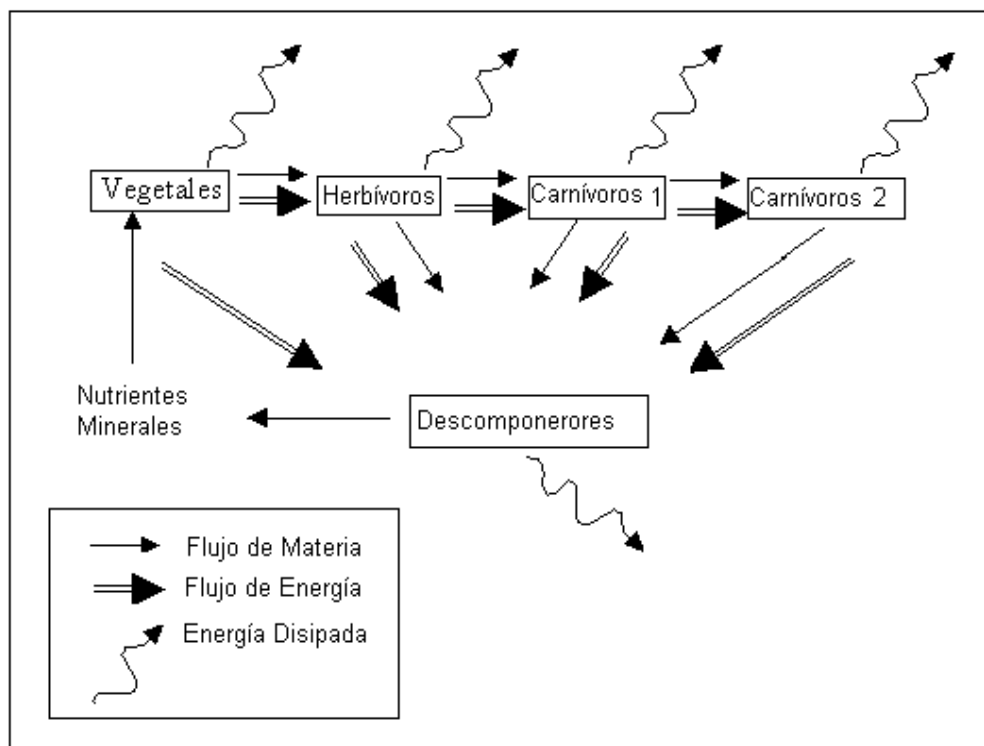 Vegetales
Herbívoros
Carnívoros 1
Carnívoros 2
Nutrientes
Minerales
Descomponerores
Flujo de Materia
Flujo de Energía
Energía Disipada